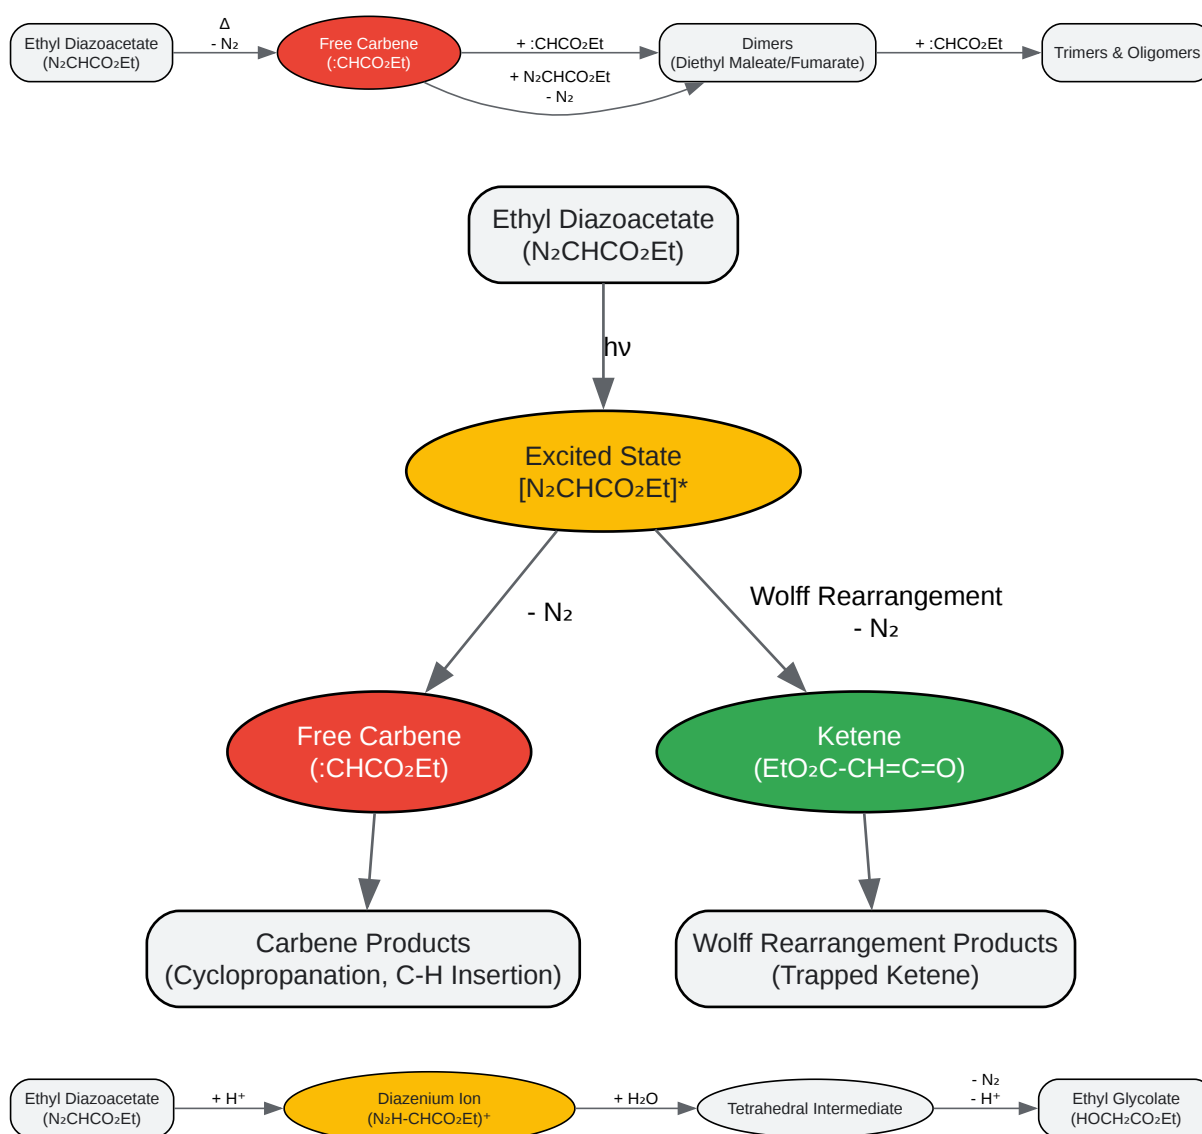 Ethyl Diazoacetate
(N₂CHCO₂Et)
Δ
- N₂
Free Carbene
(:CHCO₂Et)
+ :CHCO₂Et
+ N₂CHCO₂Et
- N₂
Dimers
(Diethyl Maleate/Fumarate)
+ :CHCO₂Et
Trimers & Oligomers
Ethyl Diazoacetate
(N₂CHCO₂Et)
hν
Excited State
[N₂CHCO₂Et]*
- N₂
Wolff Rearrangement
- N₂
Free Carbene
(:CHCO₂Et)
Ketene
(EtO₂C-CH=C=O)
Carbene Products
(Cyclopropanation, C-H Insertion)
Wolff Rearrangement Products
(Trapped Ketene)
Ethyl Diazoacetate
(N₂CHCO₂Et)
+ H⁺
Diazenium Ion
(N₂H-CHCO₂Et)⁺
+ H₂O
Tetrahedral Intermediate
- N₂
- H⁺
Ethyl Glycolate
(HOCH₂CO₂Et)